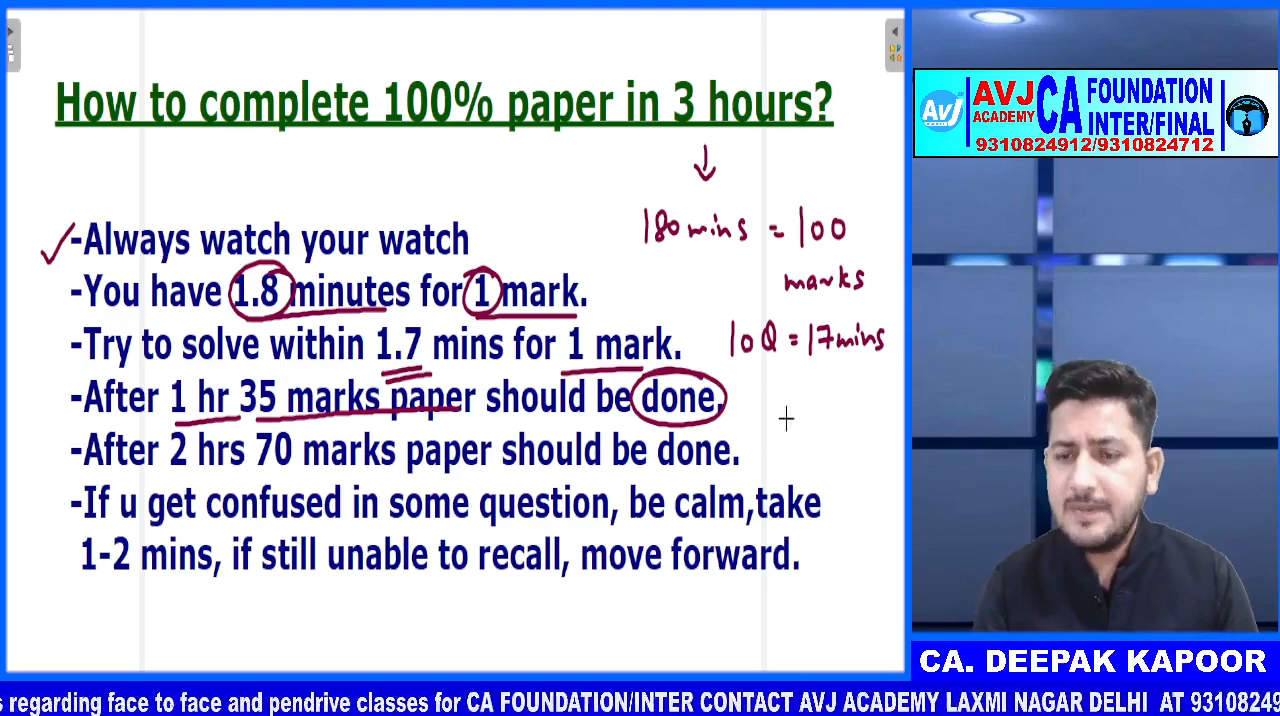 How to complete 100% paper in 3 hours?
180 mins = 100
marks
-Always watch your watch
-You have 1.8 minutes for 1 mark.
-Try to solve within 1.7 mins for 1 mark.
10Q = 17mins
-After 1 hr 35 marks paper should be done.
-After 2 hrs 70 marks paper should be done.
-If u get confused in some question, be calm,take
1-2 mins, if still unable to recall, move forward.
AVJ
AVJ
ACADEMY
CA
FOUNDATION
INTER/FINAL
9310824912/9310824712
CA. DEEPAK KAPOOR
s regarding face to face and pendrive classes for CA FOUNDATION/INTER CONTACT AVJ ACADEMY LAXMI NAGAR DELHI AT 93108249